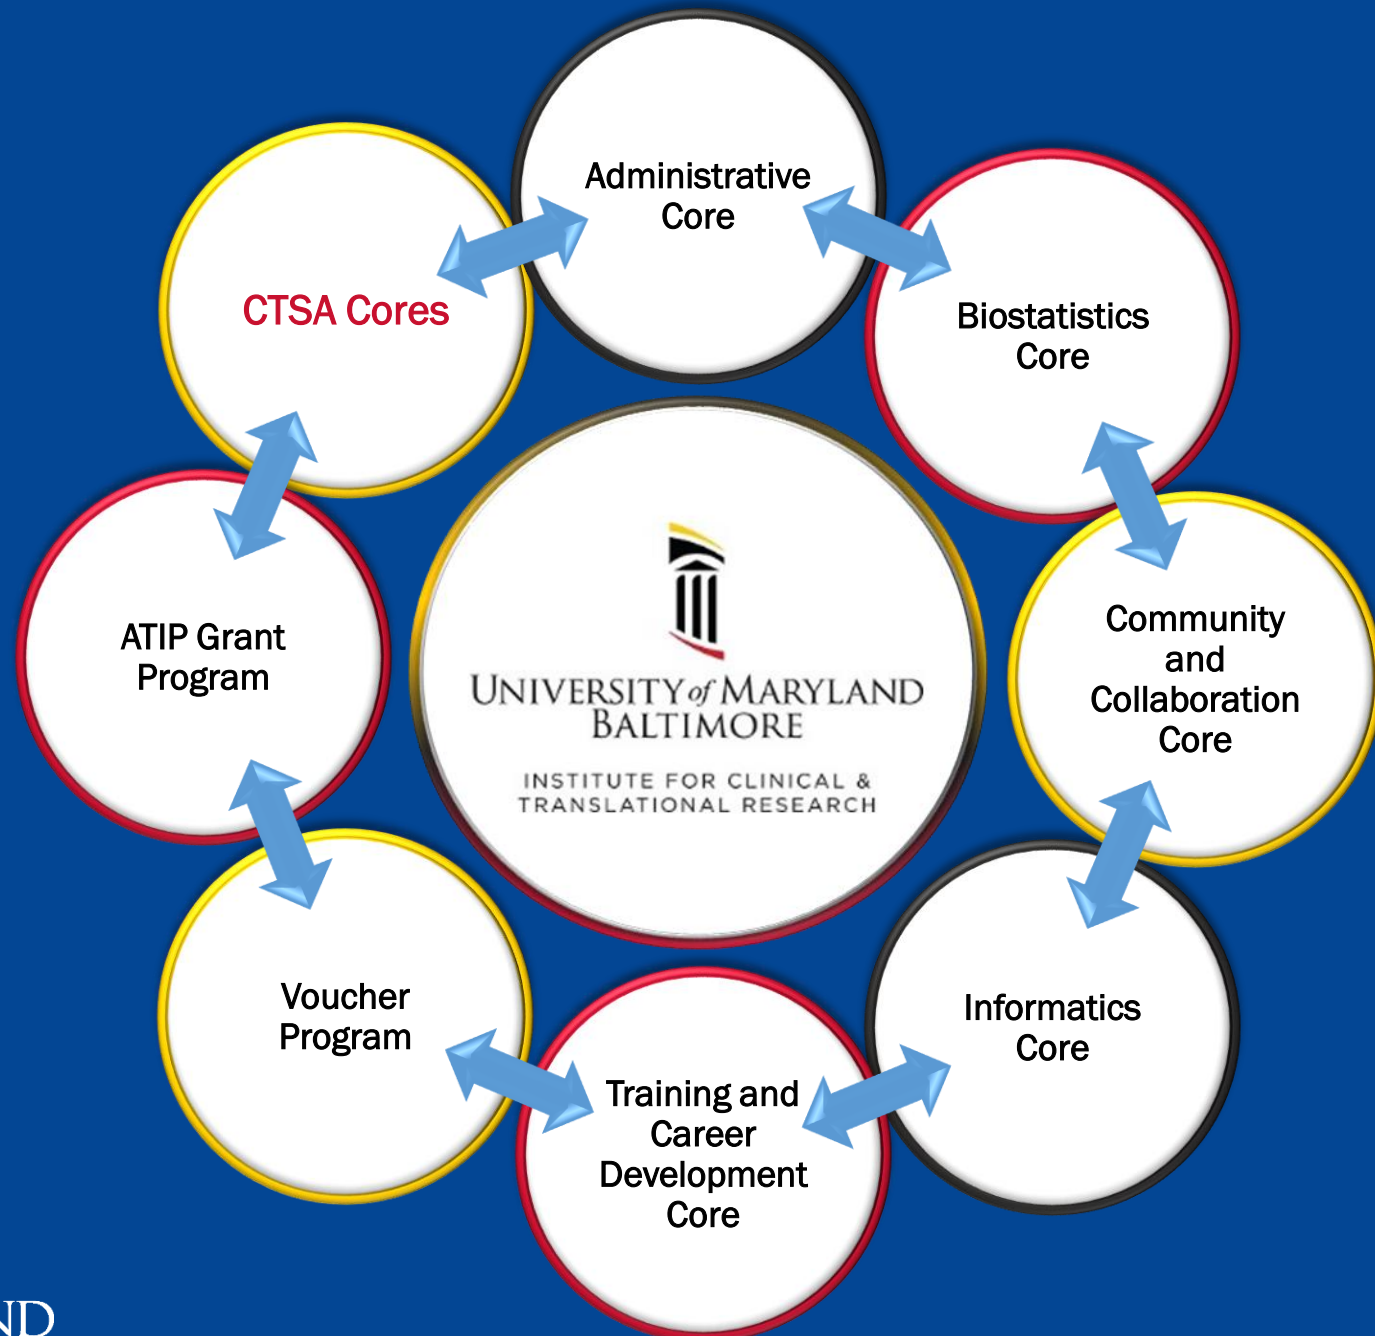 Administrative
Core
CTSA Cores
Biostatistics
Core
Community
and
Collaboration
Core
ATIP Grant
Program
UNIVERSITY of MARYLAND
BALTIMORE
INSTITUTE FOR CLINICAL &
TRANSLATIONAL RESEARCH
Voucher
Program
Informatics
Core
Training and
Career
Development
Core
ND